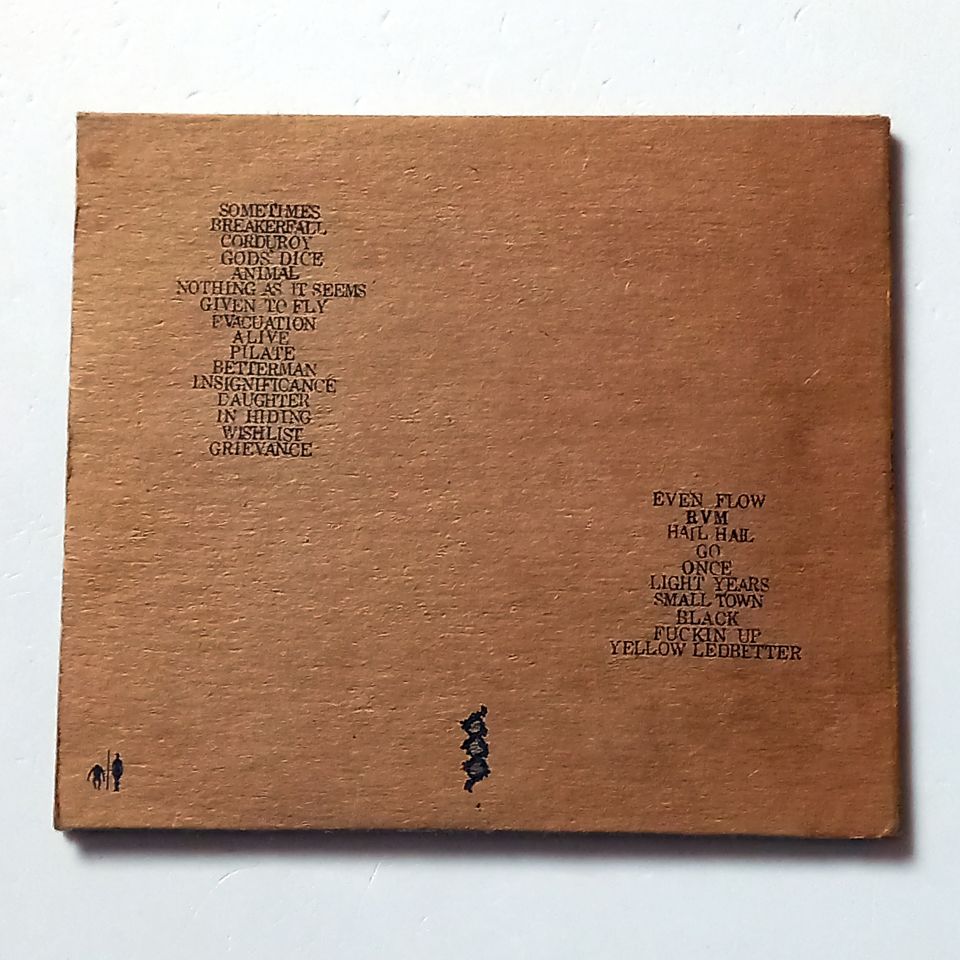 SOMETIMES
BREAKERFALL
CORDUROY
GODS' DICE
ANIMAL
NOTHING AS IT SEEMS
GIVEN TO FLY
EVACUATION
ALIVE
PILATE
BETTERMAN
INSIGNIFICANCE
DAUGHTER
IN HIDING
WISHLIST
GRIEVANCE
EVEN FLOW
RVM
HAIL HAIL
GO
ONCE
LIGHT YEARS
SMALL TOWN
BLACK
FUCKIN UP
YELLOW LEDBETTER